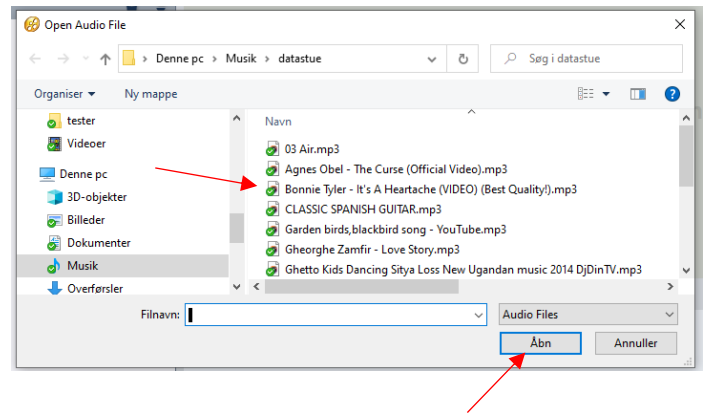 Open Audio File
Denne pc > Musik > datastue
Søg i datastue
Organiser
Ny mappe
tester
Videoer
Denne pc
3D-objekter
Billeder
Dokumenter
Musik
Overførsler
Navn
03 Air.mp3
Agnes Obel - The Curse (Official Video).mp3
Bonnie Tyler - It's A Heartache (VIDEO) (Best Quality!).mp3
CLASSIC SPANISH GUITAR.mp3
Garden birds,blackbird song - YouTube.mp3
Gheorghe Zamfir - Love Story.mp3
Ghetto Kids Dancing Sitya Loss New Ugandan music 2014 DjDinTV.mp3
Filnavn:
Audio Files
Åbn
Annuller